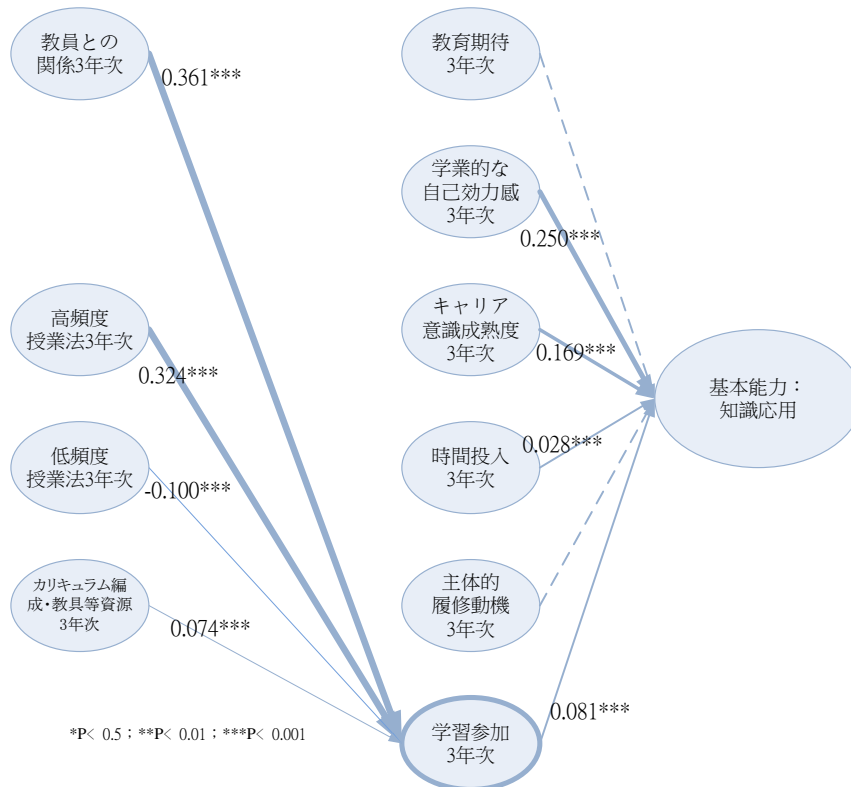 教員との
関係3年次
0.361***
高頻度
授業法3年次
0.324***
低頻度
授業法3年次
-0.100***
カリキュラム編
成・教具等資源
3年次
0.074***
*P< 0.5；**P< 0.01；***P< 0.001
教育期待
3年次
学業的な
自己効力感
3年次
0.250***
キャリア
意識成熟度
3年次
0.169***
時間投入
3年次
0.028***
主体的
履修動機
3年次
学習参加
3年次
0.081***
基本能力：
知識応用